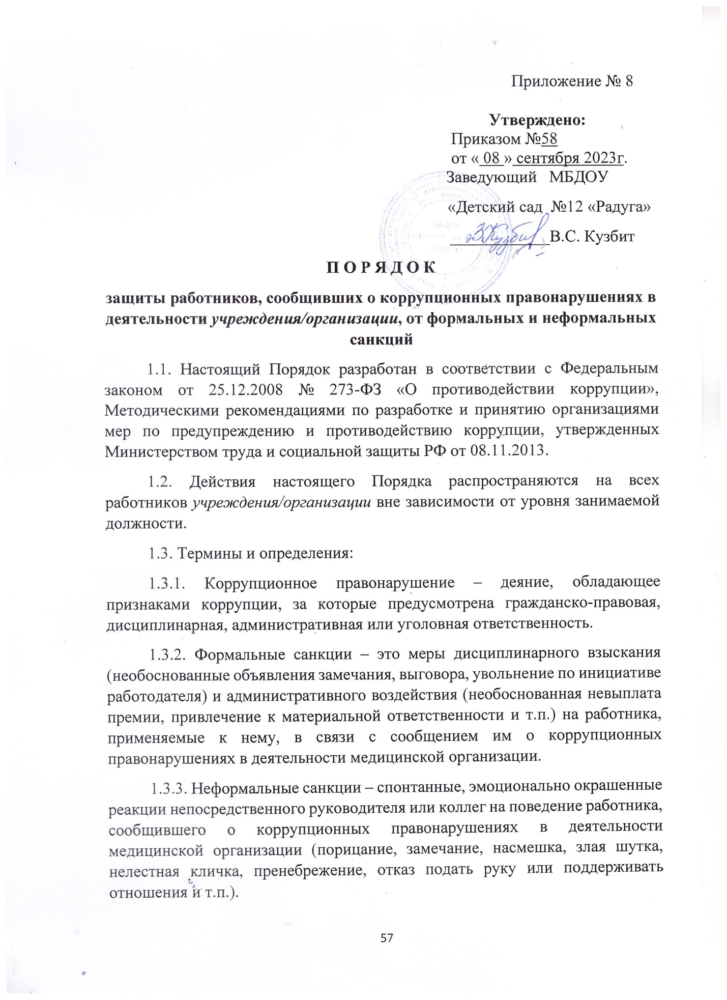 Приложение № 8
Утверждено:
Приказом №58
от « 08 » сентября 2023г.
Заведующий МБДОУ
«Детский сад №12 «Радуга»
В.С. Кузбит
П О Р Я Д О К
защиты работников, сообщивших о коррупционных правонарушениях в
деятельности учреждения/организации, от формальных и неформальных
санкций
1.1. Настоящий Порядок разработан в соответствии с Федеральным
законом от 25.12.2008 № 273-ФЗ «О противодействии коррупции»,
Методическими рекомендациями по разработке и принятию организациями
мер по предупреждению и противодействию коррупции, утвержденных
Министерством труда и социальной защиты РФ от 08.11.2013.
1.2. Действия настоящего Порядка распространяются на всех
работников учреждения/организации вне зависимости от уровня занимаемой
должности.
1.3. Термины и определения:
1.3.1. Коррупционное правонарушение – деяние, обладающее
признаками коррупции, за которые предусмотрена гражданско-правовая,
дисциплинарная, административная или уголовная ответственность.
1.3.2. Формальные санкции – это меры дисциплинарного взыскания
(необоснованные объявления замечания, выговора, увольнение по инициативе
работодателя) и административного воздействия (необоснованная невыплата
премии, привлечение к материальной ответственности и т.п.) на работника,
применяемые к нему, в связи с сообщением им о коррупционных
правонарушениях в деятельности медицинской организации.
1.3.3. Неформальные санкции – спонтанные, эмоционально окрашенные
реакции непосредственного руководителя или коллег на поведение работника,
сообщившего о коррупционных правонарушениях в деятельности
медицинской организации (порицание, замечание, насмешка, злая шутка,
нелестная кличка, пренебрежение, отказ подать руку или поддерживать
отношения и т.п.).
57